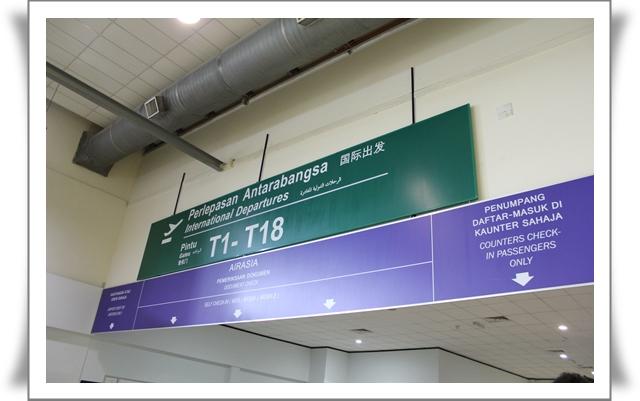 Perlepasan Antarabangsa 国际出发
International Departures
Pintu
Gates
T1- T18
AIRASIA
PEMERIKSAAN DOKUMEN
DOCUMENT CHECK
PENUMPANG
DAFTAR-MASUK DI
KAUNTER SAHAJA
COUNTERS CHECK-
IN PASSENGERS
ONLY